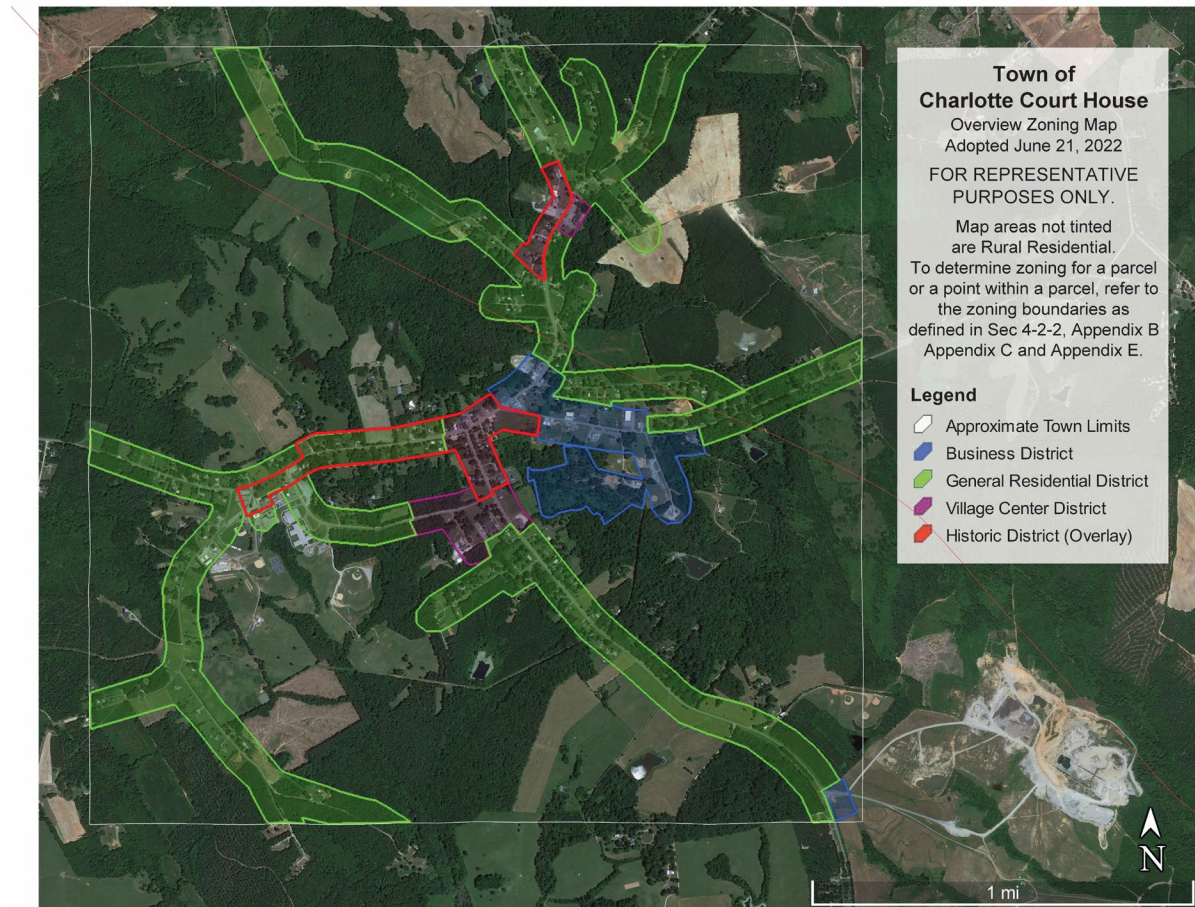 Town of
Charlotte Court House
Overview Zoning Map
Adopted June 21, 2022
FOR REPRESENTATIVE
PURPOSES ONLY.
Map areas not tinted
are Rural Residential.
To determine zoning for a parcel
or a point within a parcel, refer to
the zoning boundaries as
defined in Sec 4-2-2, Appendix B
Appendix C and Appendix E.
Legend
Approximate Town Limits
Business District
General Residential District
Village Center District
Historic District (Overlay)
N
1 mi